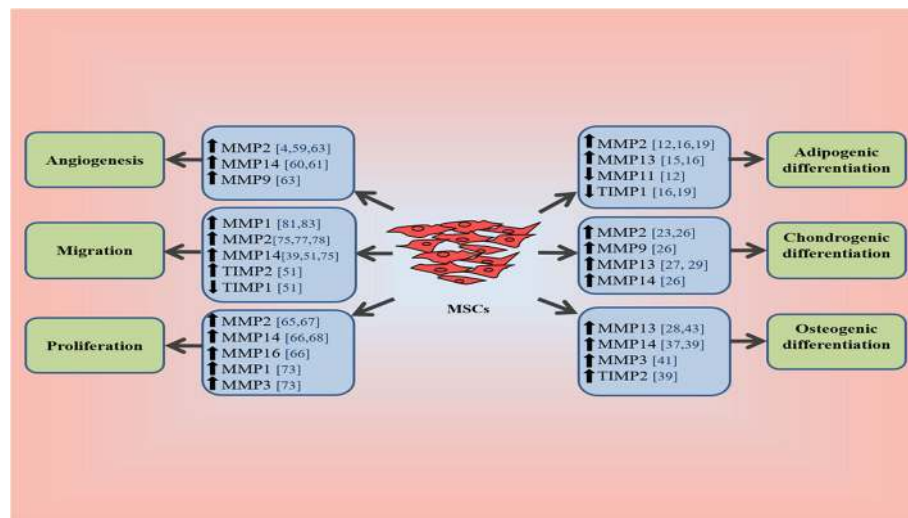 Angiogenesis
⬆MMP2 [4,59,63]
⬆MMP14 [60,61]
⬆MMP9 [63]
Migration
⬆MMP1 [81,83]
⬆MMP2[75,77,78]
⬆MMP14[39,51,75]
⬆TIMP2 [51]
⬇TIMP1 [51]
Proliferation
⬆MMP2 [65,67]
⬆MMP14 [66,68]
⬆MMP16 [66]
⬆MMP1 [73]
⬆MMP3 [73]
MSCs
⬆MMP2 [12,16,19]
⬆MMP13 [15,16]
⬇MMP11 [12]
⬇TIMP1 [16,19]
Adipogenic
differentiation
⬆MMP2 [23,26]
⬆MMP9 [26]
⬆MMP13 [27, 29]
⬆MMP14 [26]
Chondrogenic
differentiation
⬆MMP13 [28,43]
⬆MMP14 [37,39]
⬆MMP3 [41]
⬆TIMP2 [39]
Osteogenic
differentiation